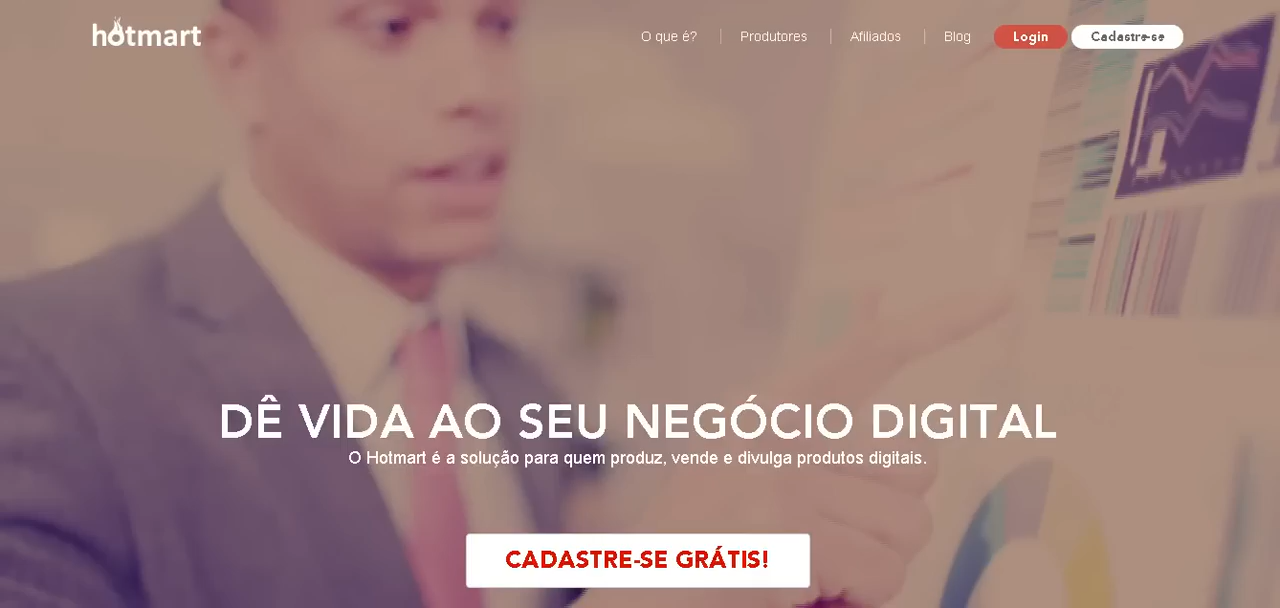 hotmart
O que é?
Produtores
Afiliados
Blog
Login
Cadastre-se
DÊ VIDA AO SEU NEGÓCIO DIGITAL
O Hotmart é a solução para quem produz, vende e divulga produtos digitais.
CADASTRE-SE GRÁTIS!